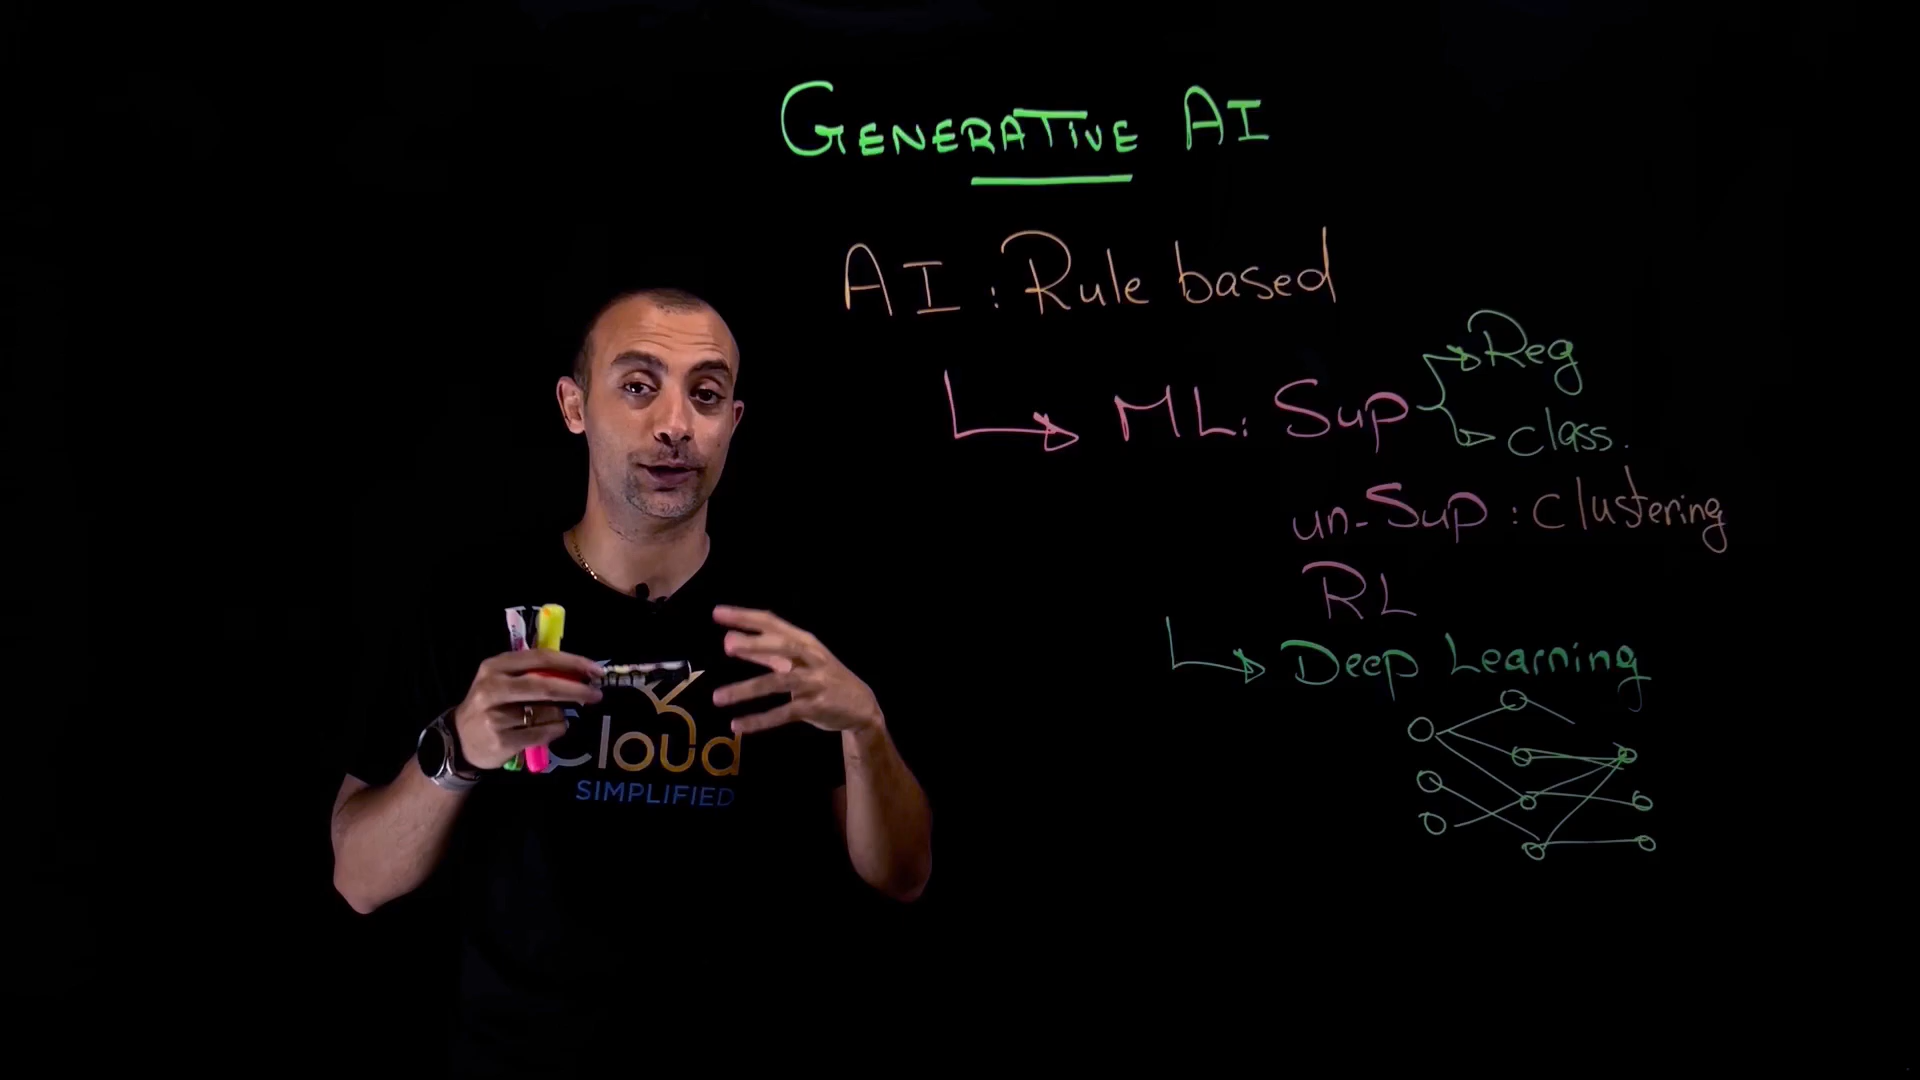 GENERATIVE AI
AI : Rule based
ML: Sup
Reg
class.
un-Sup : clustering
RL
Deep Learning
Cloud
SIMPLIFIED